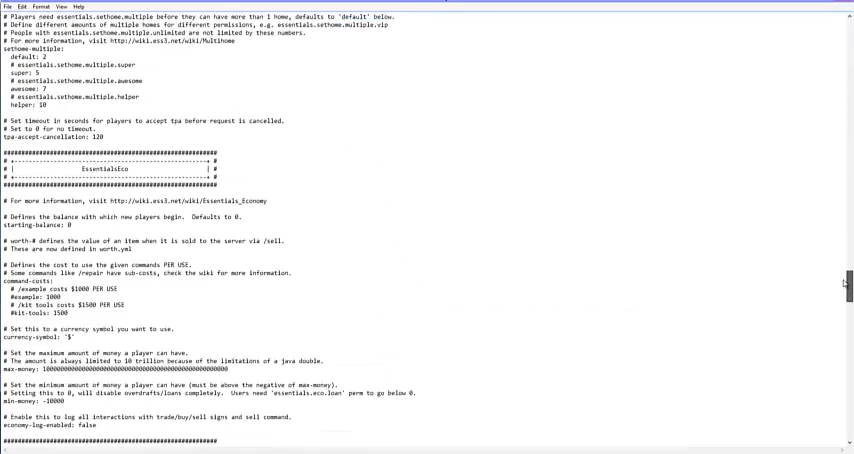 File Edit Format View Help
# Players need essentials.sethome.multiple before they can have more than 1 home, defaults to 'default' below.
# Define different amounts of multiple homes for different permissions, e.g. essentials.sethome.multiple.vip
# People with essentials.sethome.multiple.unlimited are not limited by these numbers.
# For more information, visit http://wiki.ess3.net/wiki/Multihome
sethome-multiple:
  default: 2
  # essentials.sethome.multiple.super
  super: 5
  # essentials.sethome.multiple.awesome
  awesome: 7
  # essentials.sethome.multiple.helper
  helper: 10
# Set timeout in seconds for players to accept tpa before request is cancelled.
# Set to 0 for no timeout.
tpa-accept-cancellation: 120
############################################################
# +------------------------------------------------------+ #
# |                   EssentialsEco                      | #
# +------------------------------------------------------+ #
############################################################
# For more information, visit http://wiki.ess3.net/wiki/Essentials_Economy
# Defines the balance with which new players begin.  Defaults to 0.
starting-balance: 0
# worth-# defines the value of an item when it is sold to the server via /sell.
# These are now defined in worth.yml
# Defines the cost to use the given commands PER USE.
# Some commands like /repair have sub-costs, check the wiki for more information.
command-costs:
  # /example costs $1000 PER USE
  #example: 1000
  # /kit tools costs $1500 PER USE
  #kit-tools: 1500
# Set this to a currency symbol you want to use.
currency-symbol: '$'
# Set the maximum amount of money a player can have.
# The amount is always limited to 10 trillion because of the limitations of a java double.
max-money:
# Set the minimum amount of money a player can have (must be above the negative of max-money).
# Setting this to 0, will disable overdrafts/loans completely.  Users need 'essentials.eco.loan' perm to go below 0.
min-money: -10000
# Enable this to log all interactions with trade/buy/sell signs and sell command.
economy-log-enabled: false
############################################################